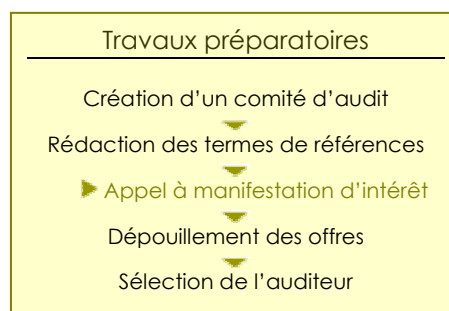 Travaux préparatoires
Création d’un comité d’audit
Rédaction des termes de références
Appel à manifestation d’intérêt
Dépouillement des offres
Sélection de l’auditeur